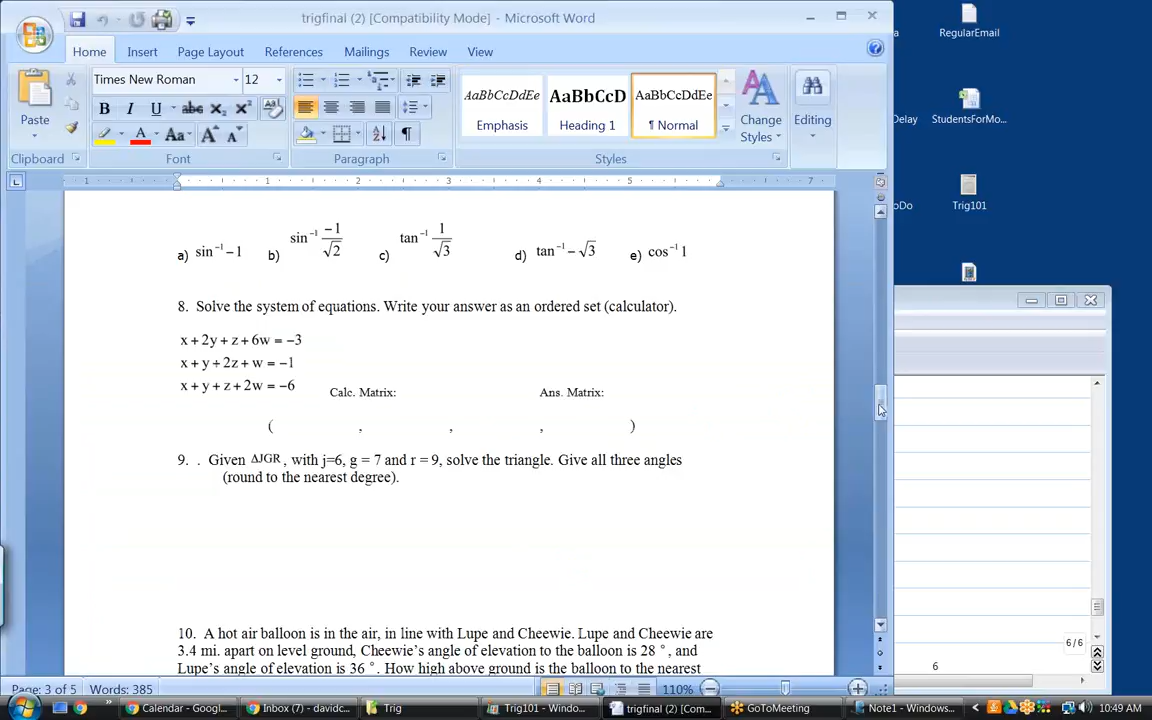 trigfinal (2) [Compatibility Mode] - Microsoft Word
RegularEmail
Home Insert Page Layout References Mailings Review View
Times New Roman 12
AaBbCcDdEe AaBbCcD AaBbCcDdEe
Paste
Emphasis Heading 1 ¶ Normal
Change Styles
Editing
Clipboard Font Paragraph Styles
Delay
StudentsForMo...
Trig101
oDo
1 1 2 3 4 5 7
a) sin⁻¹ −1 b) sin⁻¹ −1/√2 c) tan⁻¹ 1/√3 d) tan⁻¹ −√3 e) cos⁻¹ 1
8. Solve the system of equations. Write your answer as an ordered set (calculator).
x + 2y + z + 6w = −3
x + y + 2z + w = −1
x + y + z + 2w = −6
Calc. Matrix: Ans. Matrix:
( , , , )
9. . Given ΔJGR, with j=6, g = 7 and r = 9, solve the triangle. Give all three angles
(round to the nearest degree).
10. A hot air balloon is in the air, in line with Lupe and Cheewie. Lupe and Cheewie are
3.4 mi. apart on level ground, Cheewie's angle of elevation to the balloon is 28 °, and
Lupe's angle of elevation is 36 °. How high above ground is the balloon to the nearest
6/6
6
Page: 3 of 5 Words: 385 110%
Calendar - Googl... Inbox (7) - davidc... Trig Trig101 - Windo... trigfinal (2) [Com... GoToMeeting Note1 - Windows... 10:49 AM